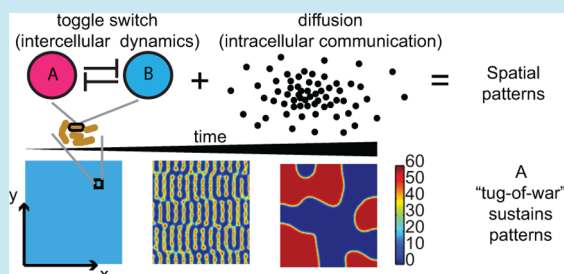 toggle switch
(intercellular dynamics)
diffusion
(intracellular communication)
A
B
+
=
Spatial
patterns
time
y
x
60
50
40
30
20
10
0
A
“tug-of-war”
sustains
patterns